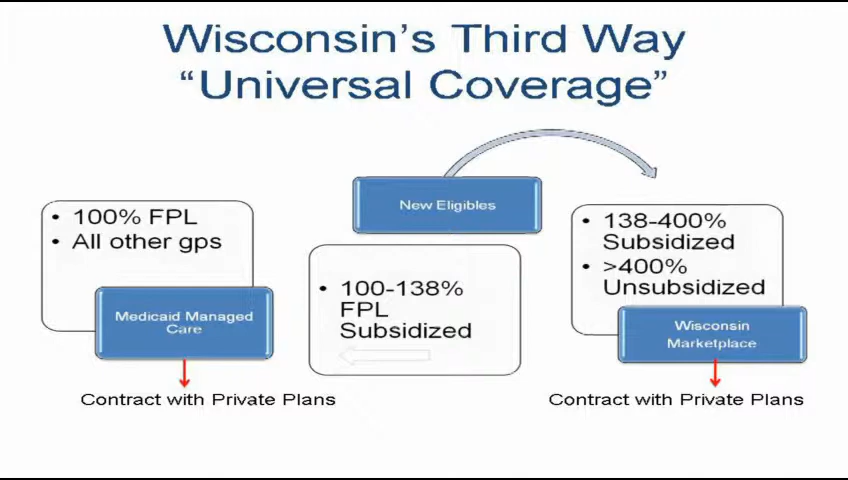 Wisconsin's Third Way
“Universal Coverage”
• 100% FPL
• All other gps
Medicaid Managed
Care
Contract with Private Plans
New Eligibles
• 100-138%
FPL
Subsidized
• 138-400%
Subsidized
• >400%
Unsubsidized
Wisconsin
Marketplace
Contract with Private Plans